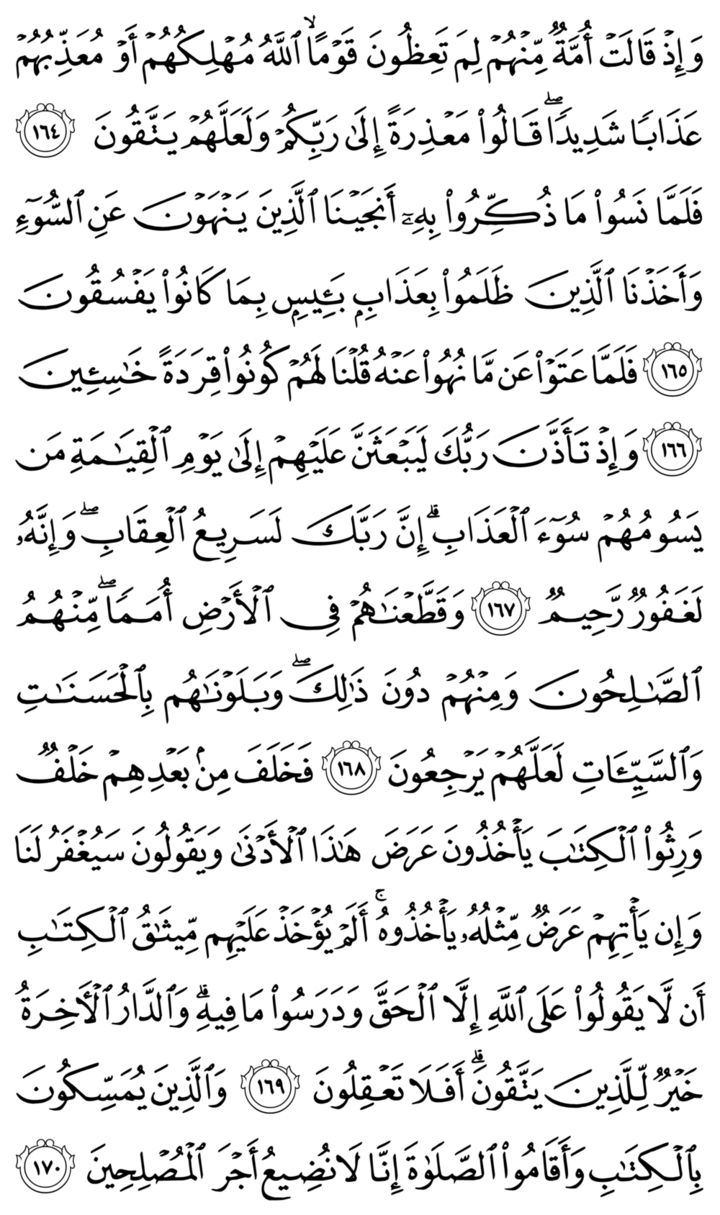 وَإِذۡ قَالَتۡ أُمَّةٞ مِّنۡهُمۡ لِمَ تَعِظُونَ قَوۡمًا ٱللَّهُ مُهۡلِكُهُمۡ أَوۡ مُعَذِّبُهُمۡ
عَذَابٗا شَدِيدٗاۖ قَالُواْ مَعۡذِرَةً إِلَىٰ رَبِّكُمۡ وَلَعَلَّهُمۡ يَتَّقُونَ ١٦٤
فَلَمَّا نَسُواْ مَا ذُكِّرُواْ بِهِۦٓ أَنجَيۡنَا ٱلَّذِينَ يَنۡهَوۡنَ عَنِ ٱلسُّوٓءِ
وَأَخَذۡنَا ٱلَّذِينَ ظَلَمُواْ بِعَذَابِۭ بَـِٔيسِۭ بِمَا كَانُواْ يَفۡسُقُونَ
١٦٥ فَلَمَّا عَتَوۡاْ عَن مَّا نُهُواْ عَنۡهُ قُلۡنَا لَهُمۡ كُونُواْ قِرَدَةً خَٰسِـِٔينَ
١٦٦ وَإِذۡ تَأَذَّنَ رَبُّكَ لَيَبۡعَثَنَّ عَلَيۡهِمۡ إِلَىٰ يَوۡمِ ٱلۡقِيَٰمَةِ مَن
يَسُومُهُمۡ سُوٓءَ ٱلۡعَذَابِۗ إِنَّ رَبَّكَ لَسَرِيعُ ٱلۡعِقَابِۖ وَإِنَّهُۥ
لَغَفُورٞ رَّحِيمٞ ١٦٧ وَقَطَّعۡنَٰهُمۡ فِي ٱلۡأَرۡضِ أُمَمٗاۖ مِّنۡهُمُ
ٱلصَّٰلِحُونَ وَمِنۡهُمۡ دُونَ ذَٰلِكَۖ وَبَلَوۡنَٰهُم بِٱلۡحَسَنَٰتِ
وَٱلسَّيِّـَٔاتِ لَعَلَّهُمۡ يَرۡجِعُونَ ١٦٨ فَخَلَفَ مِنۢ بَعۡدِهِمۡ خَلۡفٞ
وَرِثُواْ ٱلۡكِتَٰبَ يَأۡخُذُونَ عَرَضَ هَٰذَا ٱلۡأَدۡنَىٰ وَيَقُولُونَ سَيُغۡفَرُ لَنَا
وَإِن يَأۡتِهِمۡ عَرَضٞ مِّثۡلُهُۥ يَأۡخُذُوهُۚ أَلَمۡ يُؤۡخَذۡ عَلَيۡهِم مِّيثَٰقُ ٱلۡكِتَٰبِ
أَن لَّا يَقُولُواْ عَلَى ٱللَّهِ إِلَّا ٱلۡحَقَّ وَدَرَسُواْ مَا فِيهِۗ وَٱلدَّارُ ٱلۡأٓخِرَةُ
خَيۡرٞ لِّلَّذِينَ يَتَّقُونَۗ أَفَلَا تَعۡقِلُونَ ١٦٩ وَٱلَّذِينَ يُمَسِّكُونَ
بِٱلۡكِتَٰبِ وَأَقَامُواْ ٱلصَّلَوٰةَ إِنَّا لَا نُضِيعُ أَجۡرَ ٱلۡمُصۡلِحِينَ ١٧٠